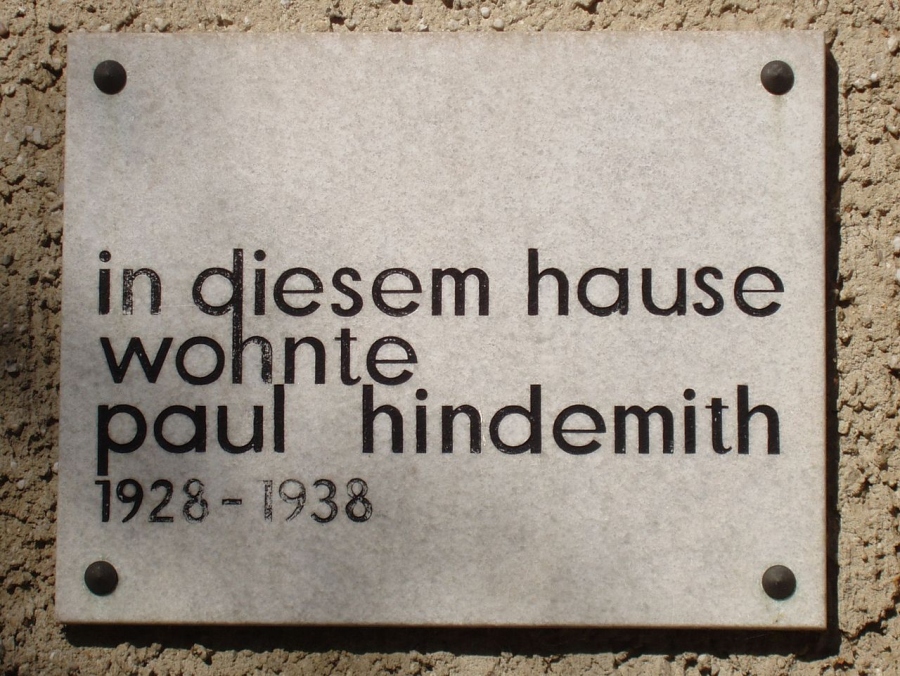 in diesem hause
wohnte
paul hindemith
1928 - 1938